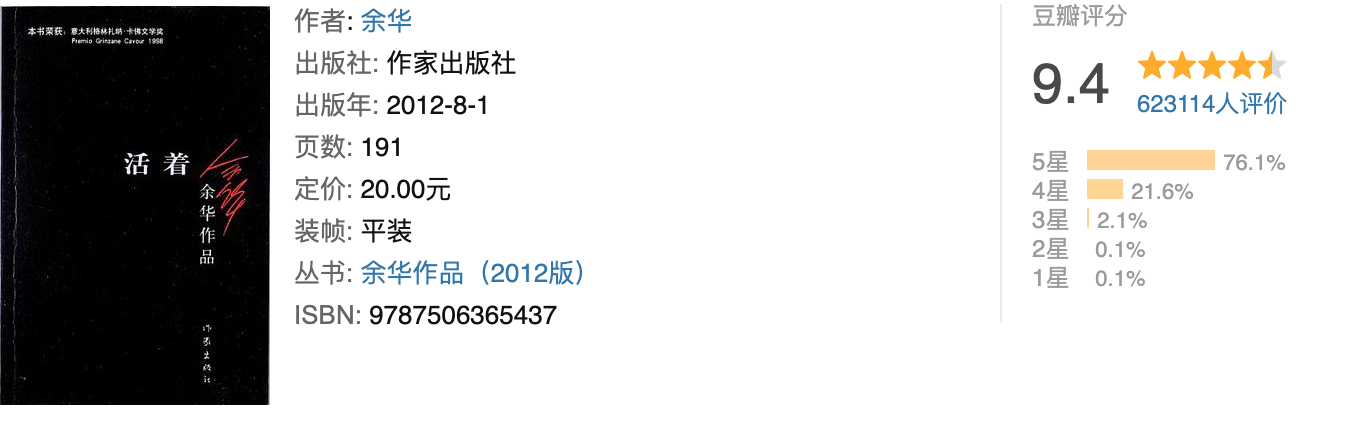 本书荣获：意大利格林扎纳·卡佛文学奖
Premio Grinzane Cavour 1998
活着
余华作品
作家出版社
作者: 余华
出版社: 作家出版社
出版年: 2012-8-1
页数: 191
定价: 20.00元
装帧: 平装
丛书: 余华作品（2012版）
ISBN: 9787506365437
豆瓣评分
9.4
623114人评价
5星 76.1%
4星 21.6%
3星 2.1%
2星 0.1%
1星 0.1%